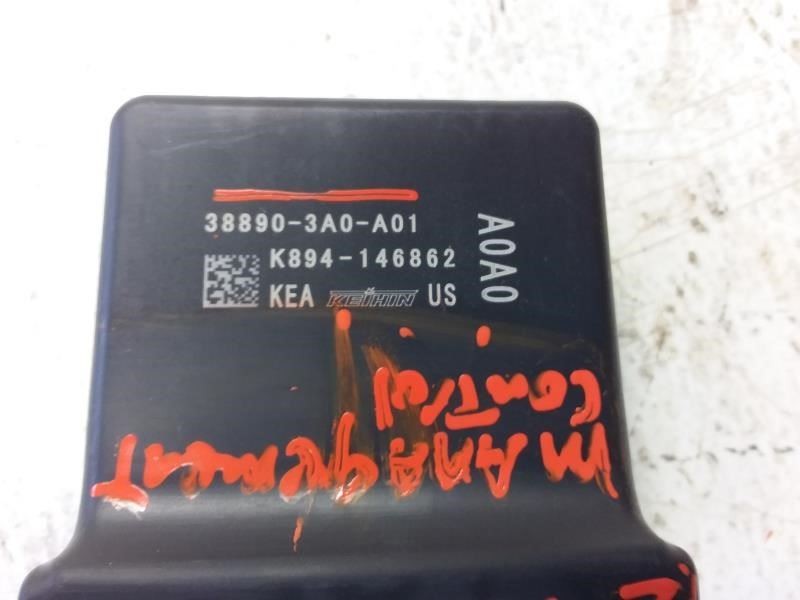 38890-3A0-A01
K894-146862
KEA KEIHIN US
A0A0
MANAgement
CONTROl